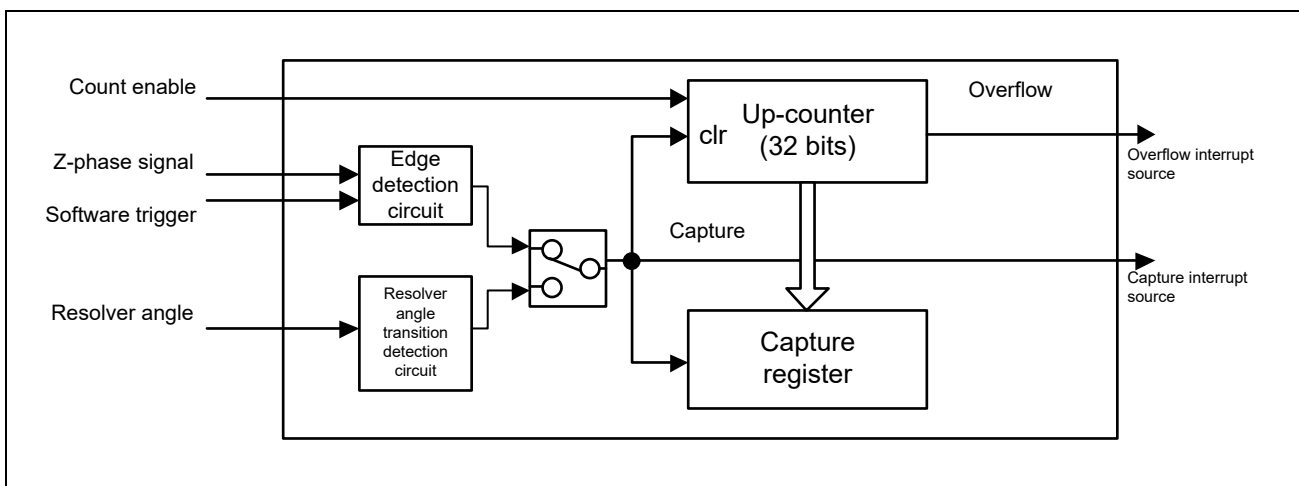 Count enable
Z-phase signal
Software trigger
Resolver angle
Edge
detection
circuit
Resolver
angle
transition
detection
circuit
clr
Up-counter
(32 bits)
Overflow
Overflow interrupt
source
Capture
Capture interrupt
source
Capture
register